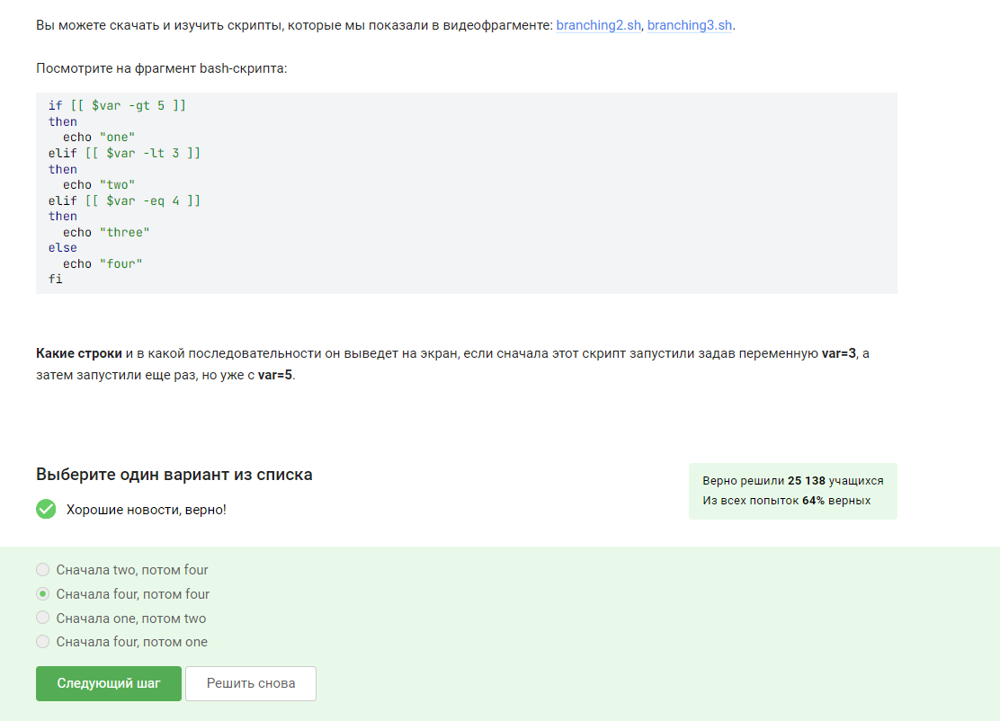 Вы можете скачать и изучить скрипты, которые мы показали в видеофрагменте: branching2.sh, branching3.sh.
Посмотрите на фрагмент bash-скрипта:
if [[ $var -gt 5 ]]
then
  echo "one"
elif [[ $var -lt 3 ]]
then
  echo "two"
elif [[ $var -eq 4 ]]
then
  echo "three"
else
  echo "four"
fi
Какие строки и в какой последовательности он выведет на экран, если сначала этот скрипт запустили задав переменную var=3, а
затем запустили еще раз, но уже с var=5.
Выберите один вариант из списка
Хорошие новости, верно!
Верно решили 25 138 учащихся
Из всех попыток 64% верных
Сначала two, потом four
Сначала four, потом four
Сначала one, потом two
Сначала four, потом one
Следующий шаг
Решить снова